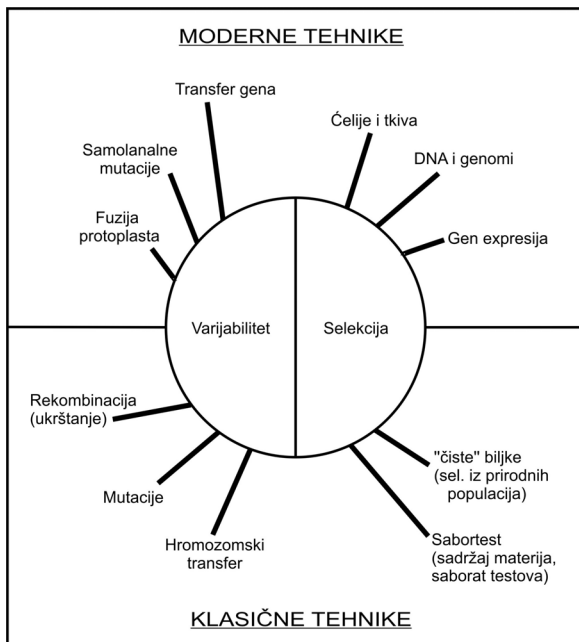 MODERNE TEHNIKE
Transfer gena
Ćelije i tkiva
Samolanalne
mutacije
DNA i genomi
Fuzija
protoplasta
Gen expresija
Varijabilitet
Selekcija
Rekombinacija
(ukrštanje)
Mutacije
Hromozomski
transfer
"čiste" biljke
(sel. iz prirodnih
populacija)
Sabortest
(sadržaj materija,
saborat testova)
KLASIČNE TEHNIKE